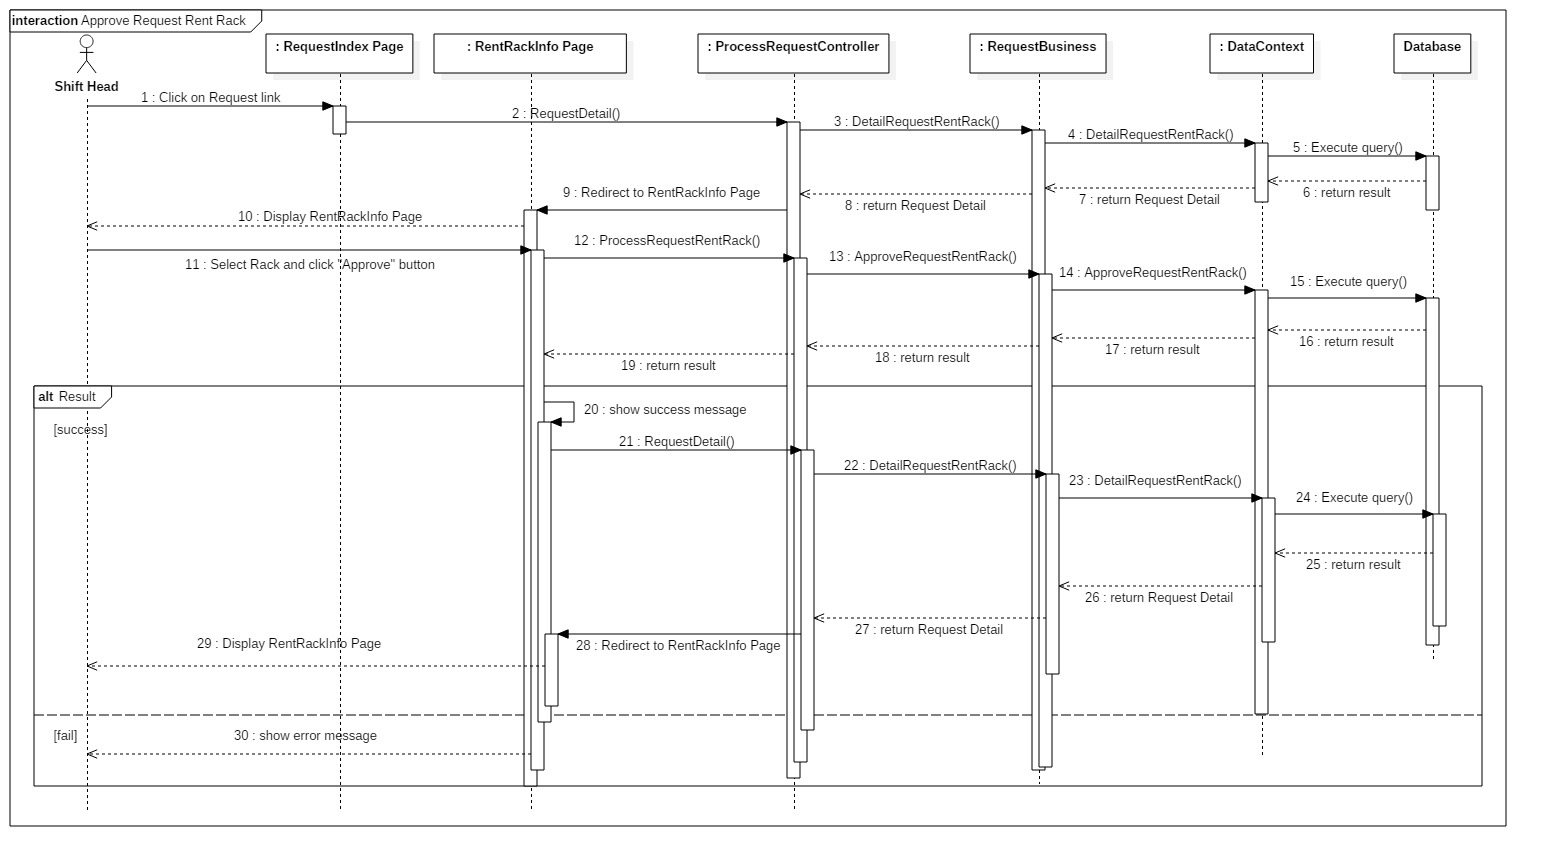 interaction Approve Request Rent Rack
Shift Head
: RequestIndex Page
: RentRackInfo Page
: ProcessRequestController
: RequestBusiness
: DataContext
Database
1 : Click on Request link
2 : RequestDetail()
3 : DetailRequestRentRack()
4 : DetailRequestRentRack()
5 : Execute query()
6 : return result
7 : return Request Detail
8 : return Request Detail
9 : Redirect to RentRackInfo Page
10 : Display RentRackInfo Page
11 : Select Rack and click "Approve" button
12 : ProcessRequestRentRack()
13 : ApproveRequestRentRack()
14 : ApproveRequestRentRack()
15 : Execute query()
16 : return result
17 : return result
18 : return result
19 : return result
alt Result
[success]
20 : show success message
21 : RequestDetail()
22 : DetailRequestRentRack()
23 : DetailRequestRentRack()
24 : Execute query()
25 : return result
26 : return Request Detail
27 : return Request Detail
28 : Redirect to RentRackInfo Page
29 : Display RentRackInfo Page
[fail]
30 : show error message